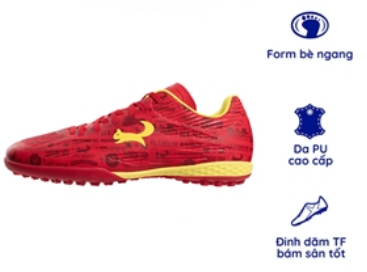 Form bè ngang
Da PU
cao cấp
Đinh dăm TF
bám sân tốt